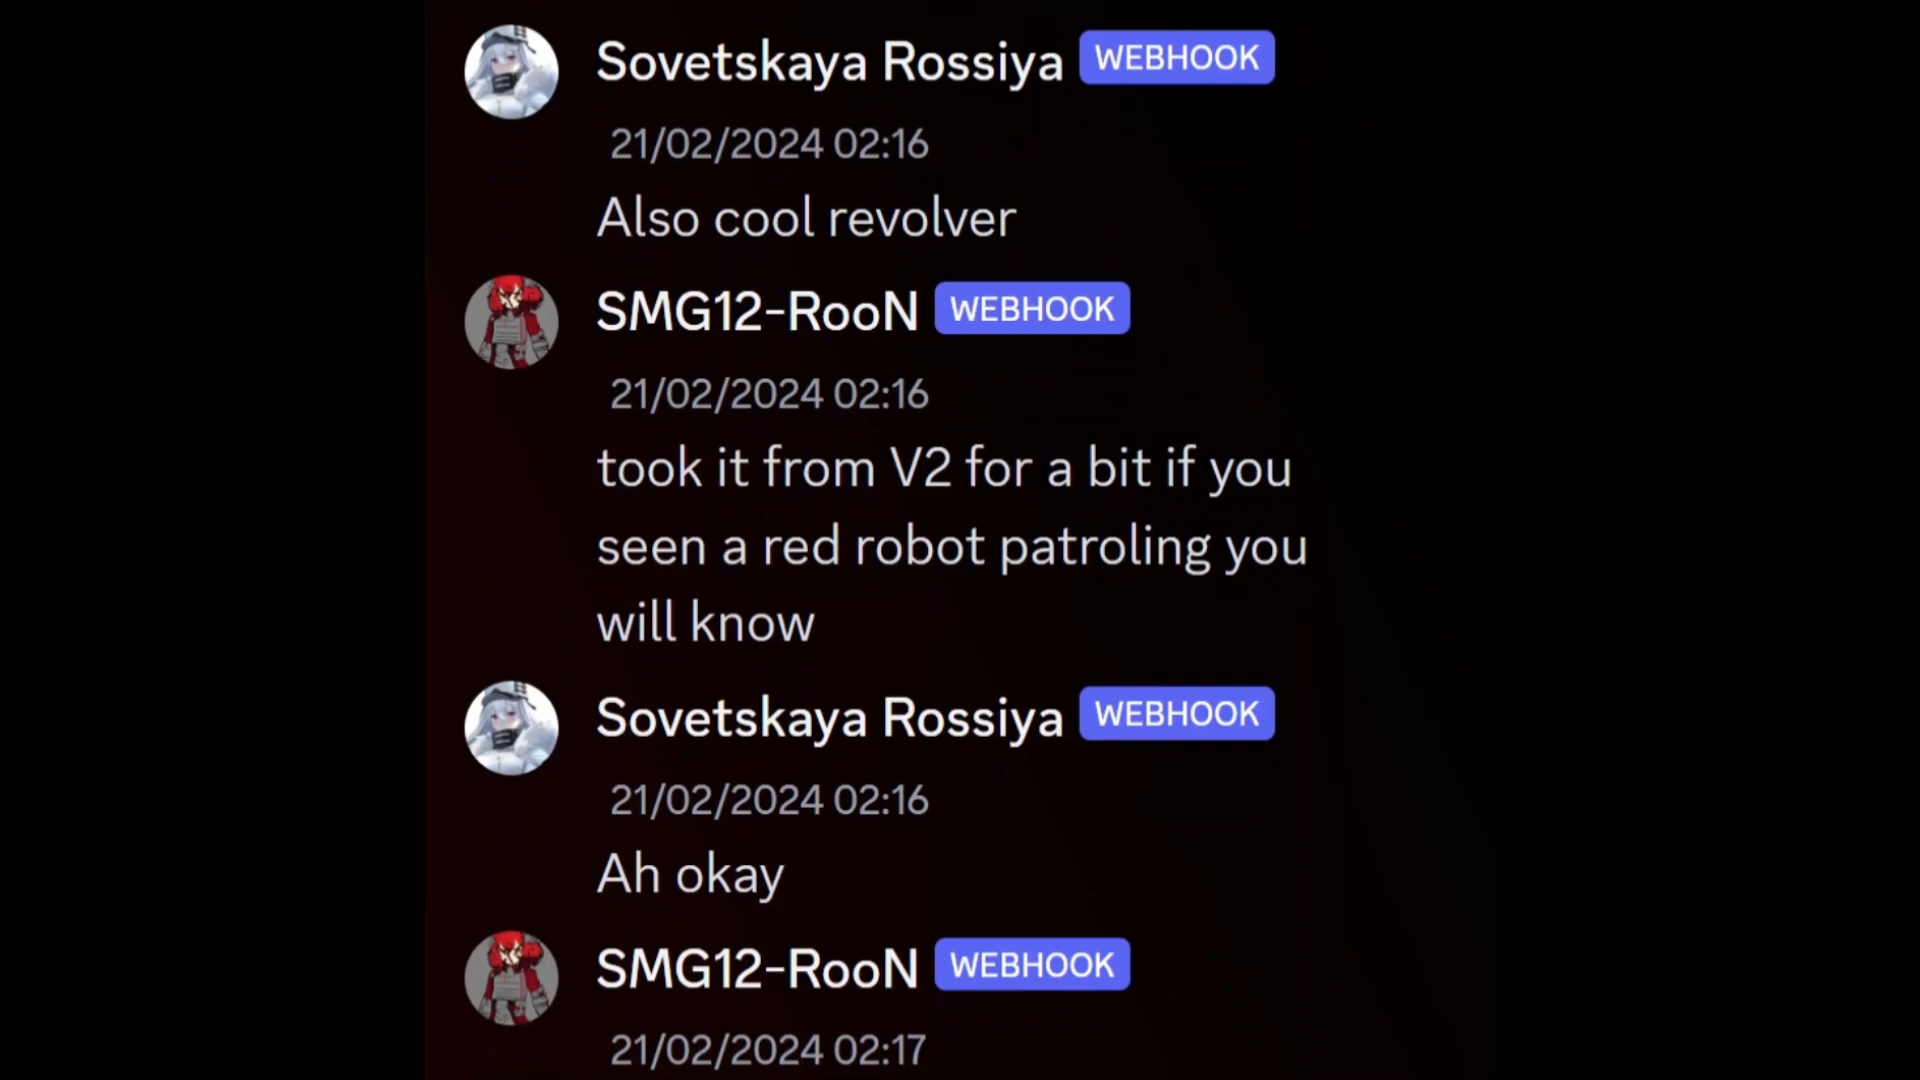 Sovetskaya Rossiya WEBHOOK
21/02/2024 02:16
Also cool revolver
SMG12-RooN WEBHOOK
21/02/2024 02:16
took it from V2 for a bit if you
seen a red robot patroling you
will know
Sovetskaya Rossiya WEBHOOK
21/02/2024 02:16
Ah okay
SMG12-RooN WEBHOOK
21/02/2024 02:17